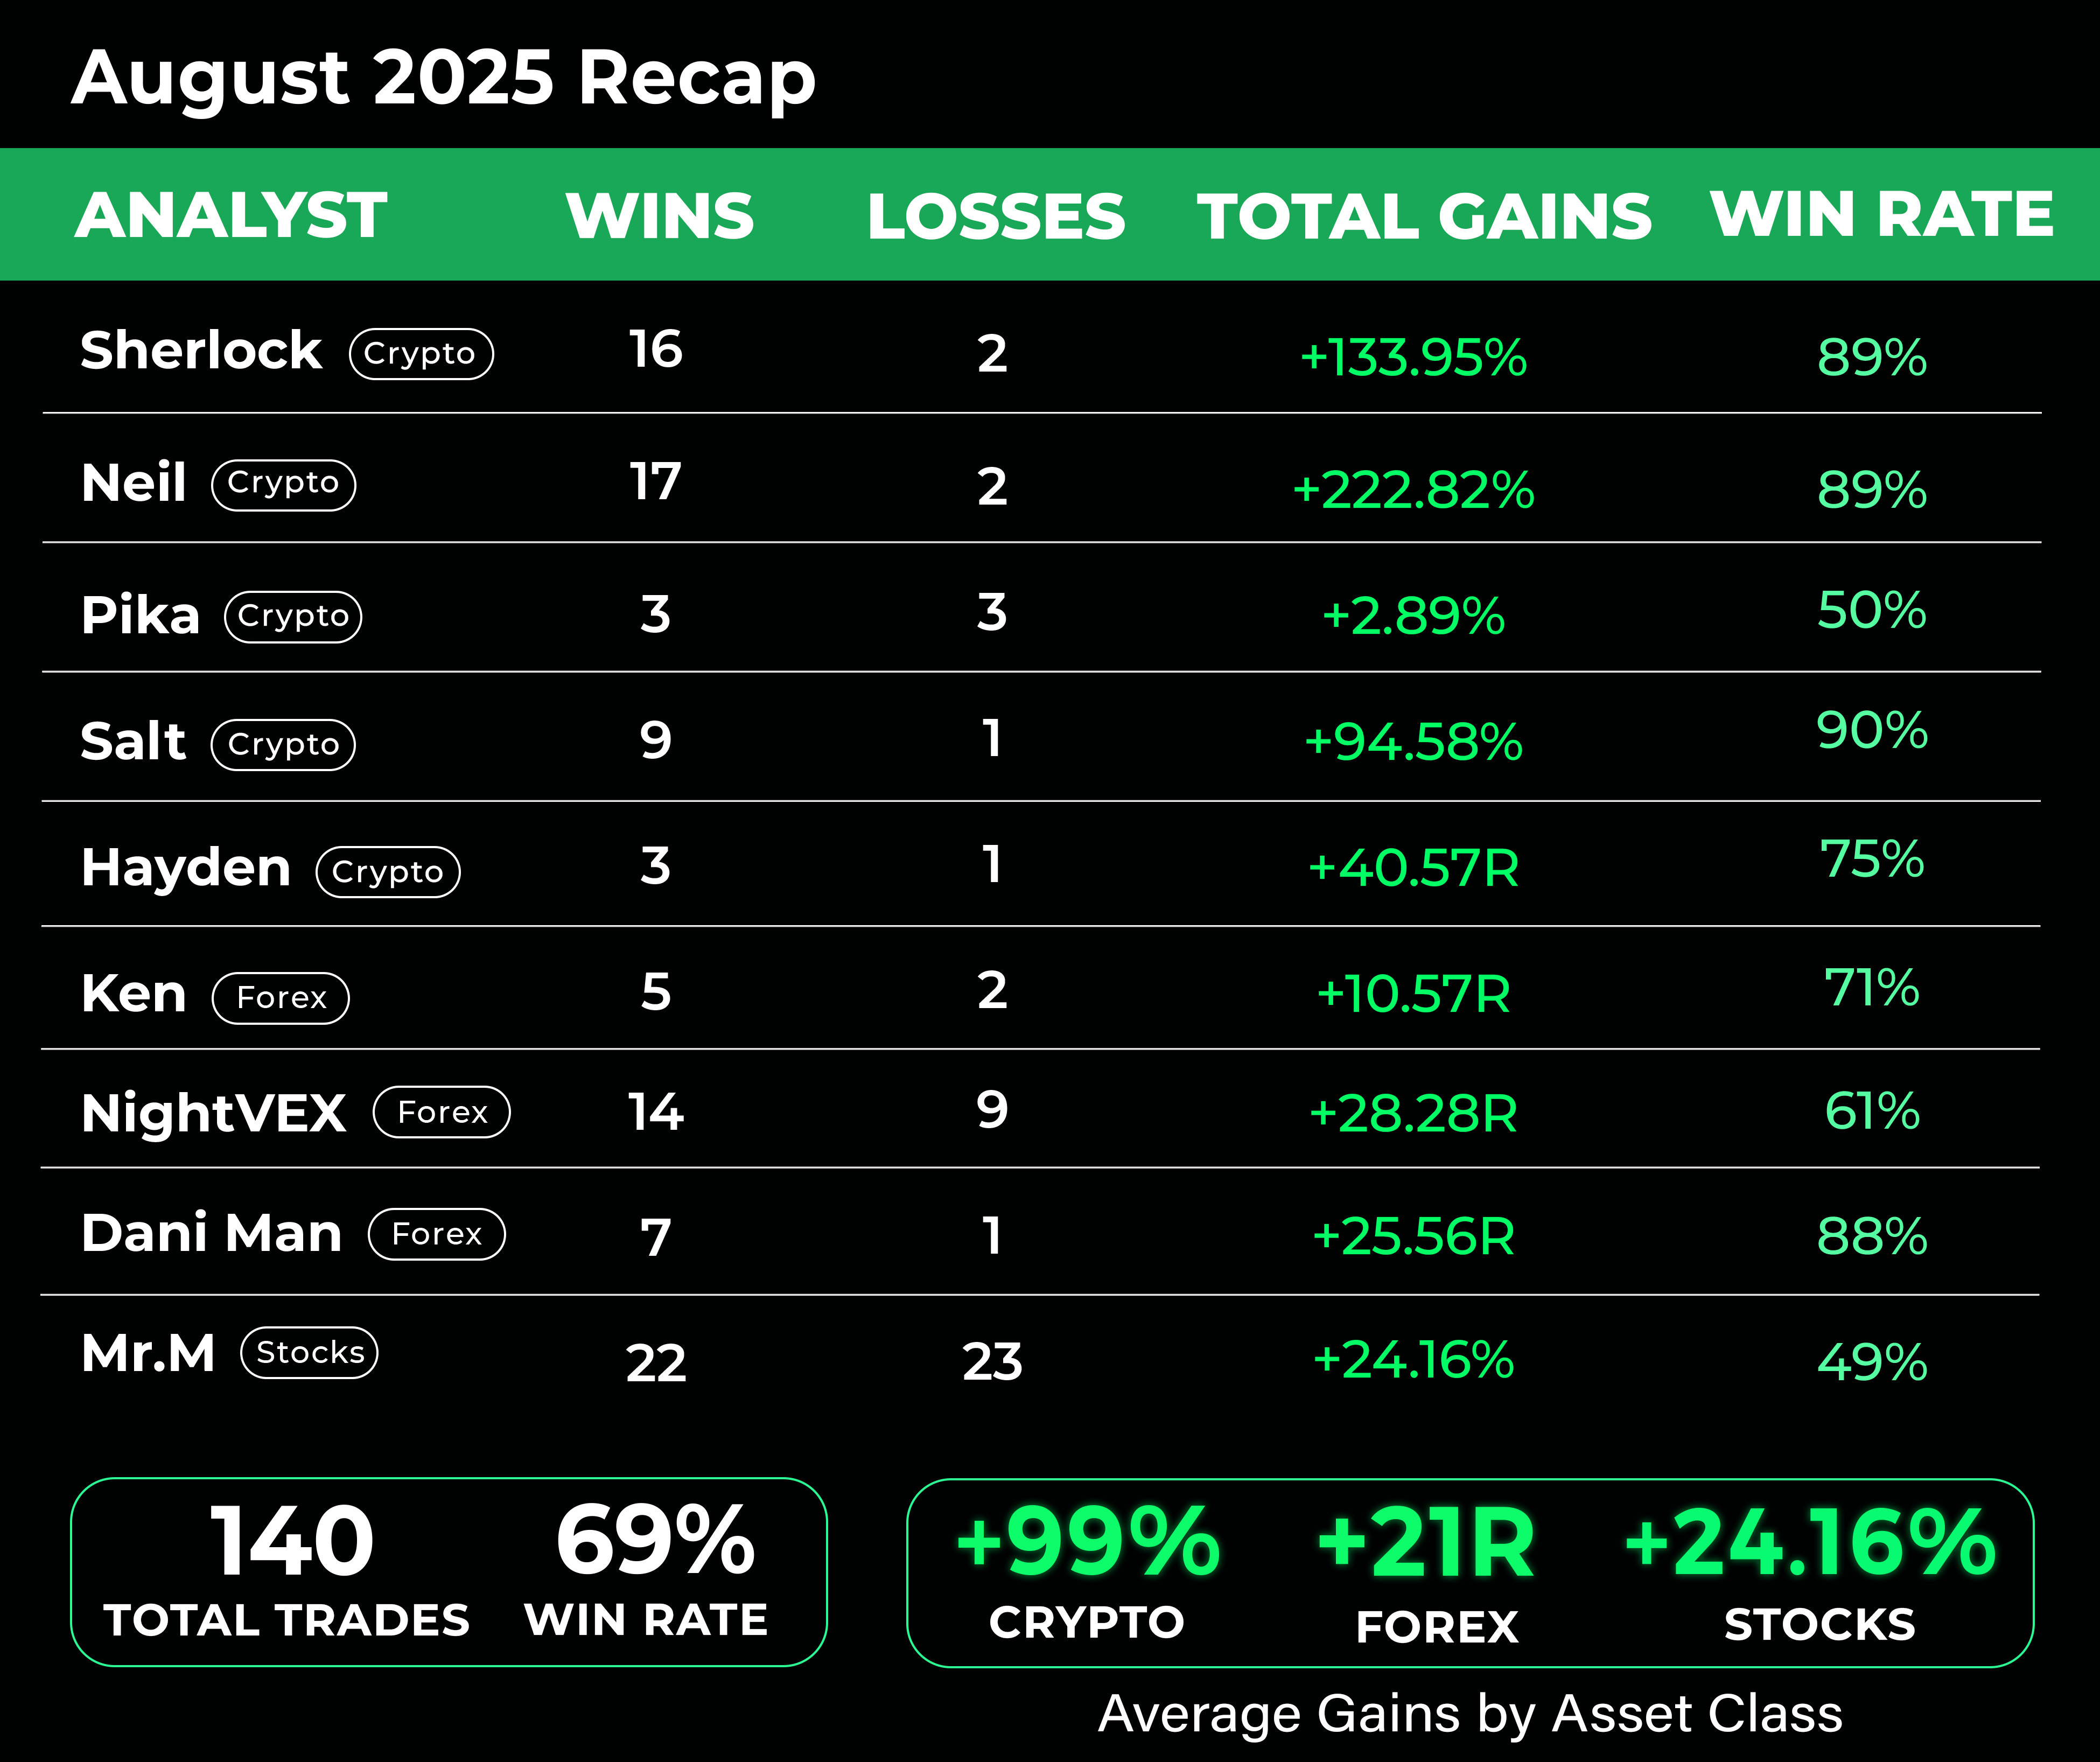 August 2025 Recap
ANALYST WINS LOSSES TOTAL GAINS WIN RATE
Sherlock Crypto 16 2 +133.95% 89%
Neil Crypto 17 2 +222.82% 89%
Pika Crypto 3 3 +2.89% 50%
Salt Crypto 9 1 +94.58% 90%
Hayden Crypto 3 1 +40.57R 75%
Ken Forex 5 2 +10.57R 71%
NightVEX Forex 14 9 +28.28R 61%
Dani Man Forex 7 1 +25.56R 88%
Mr.M Stocks 22 23 +24.16% 49%
140 69% +99% +21R +24.16%
TOTAL TRADES WIN RATE CRYPTO FOREX STOCKS
Average Gains by Asset Class